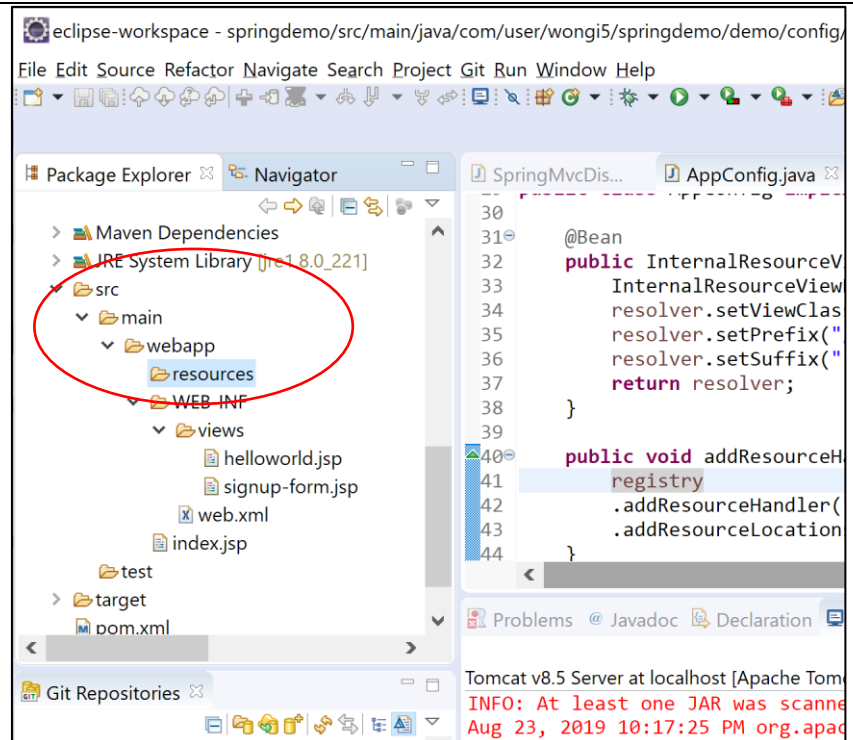 eclipse-workspace - springdemo/src/main/java/com/user/wongi5/springdemo/demo/config/
File Edit Source Refactor Navigate Search Project Git Run Window Help
Package Explorer Navigator
Maven Dependencies
JRE System Library [jre1.8.0_221]
src
main
webapp
resources
WEB-INF
views
helloworld.jsp
signup-form.jsp
web.xml
index.jsp
test
target
pom.xml
Git Repositories
SpringMvcDis... AppConfig.java
30
31 @Bean
32 public InternalResourceV
33 InternalResourceView
34 resolver.setViewClas
35 resolver.setPrefix("
36 resolver.setSuffix("
37 return resolver;
38 }
39
40 public void addResourceH
41 registry
42 .addResourceHandler(
43 .addResourceLocation
44 }
Problems @ Javadoc Declaration
Tomcat v8.5 Server at localhost [Apache Tom
INFO: At least one JAR was scanne
Aug 23, 2019 10:17:25 PM org.apac